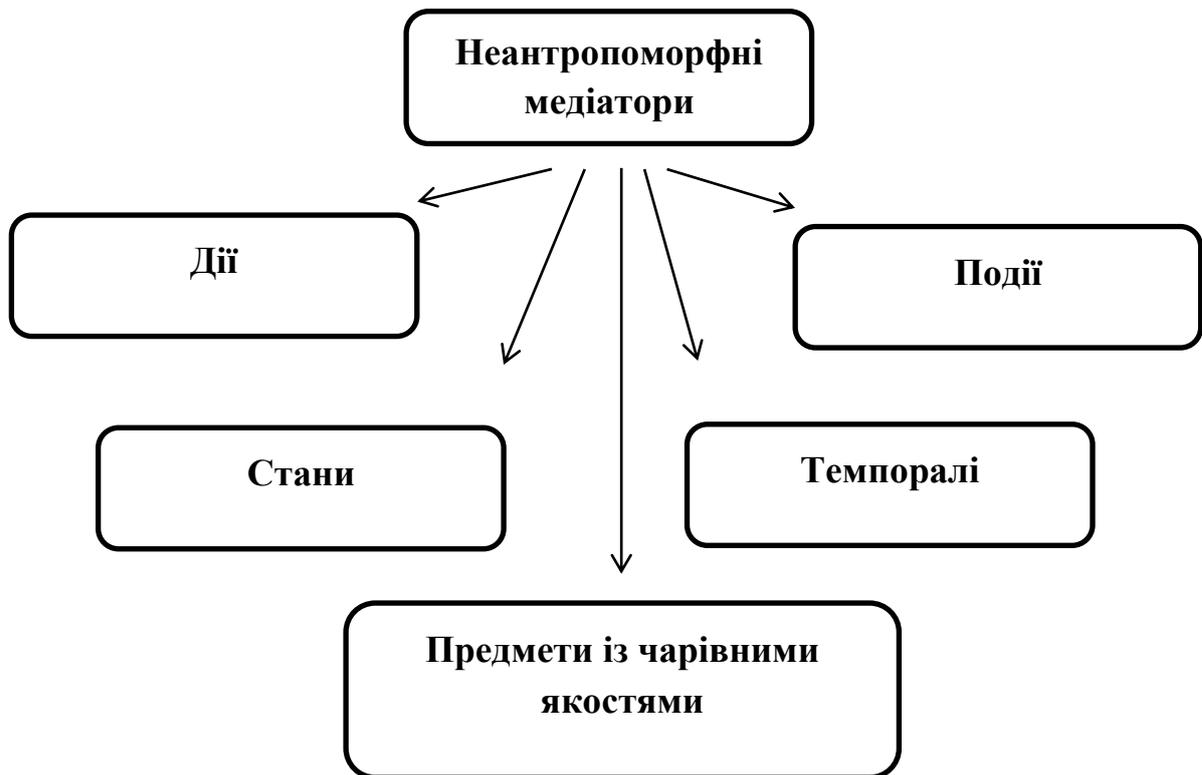 Неантропоморфні
медіатори
Дії
Події
Стани
Темпоралі
Предмети із чарівними
якостями